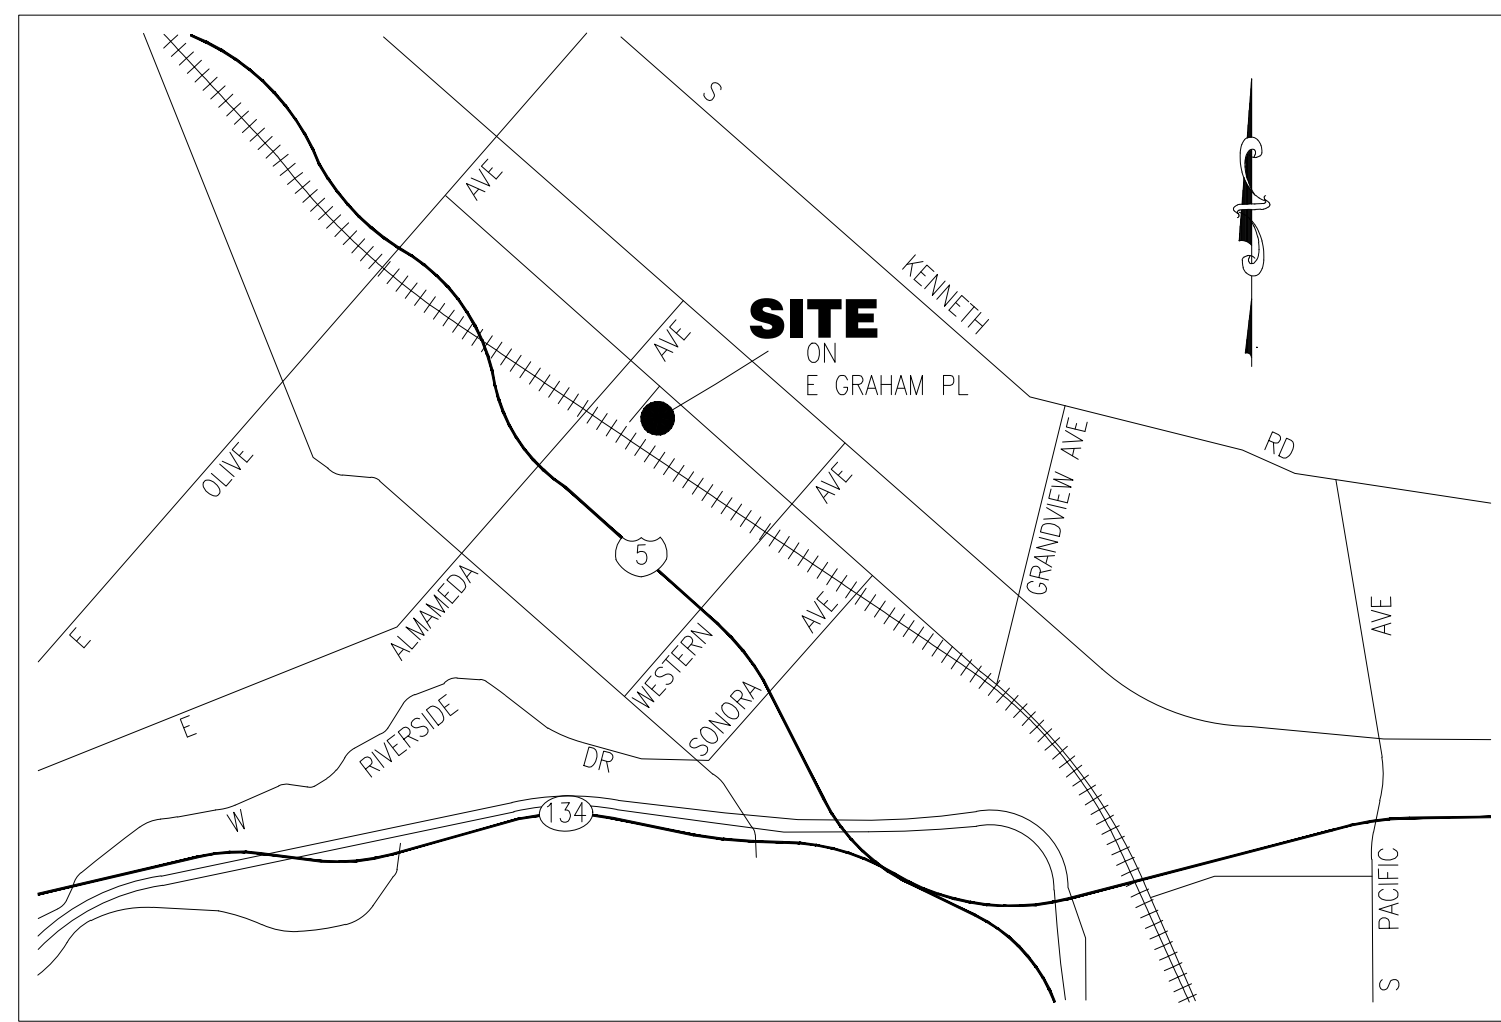 S
KENNETH
RD
AVE
SITE
ON
E GRAHAM PL
AVE
GRANDVIEW AVE
OLIVE
E
AVE
5
AVE
AVE
ALMAMEDA
E
WESTERN
SONORA
RIVERSIDE
DR
W
134
PACIFIC
S